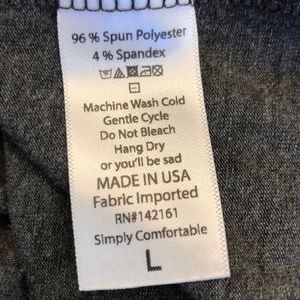 96 % Spun Polyester
4 % Spandex
Machine Wash Cold
Gentle Cycle
Do Not Bleach
Hang Dry
or you'll be sad
MADE IN USA
Fabric Imported
RN#142161
Simply Comfortable
L